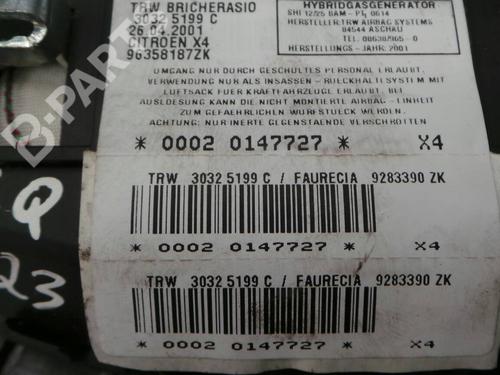 TRW BRICHERASIO
3032 5199 C
26.04.2001
CITROEN X4
96358187ZK
HYBRIDGASGENERATOR
HERSTELLER:TRW AIRBAG SYSTEMS
84544 ASCHAU
HERSTELLUNGS-JAHR:2001
UMGANG NUR DURCH GESCHULTES PERSONAL ERLAUBT,
VERWENDUNG NUR ALS INSASSEN - RUECKHALTSYSTEM MIT
LUFTSACK FUER KRAFTFAHRZEUGE ERLAUBT. BEI
AUSLOESUNG KANN DIE NICHT MONTIERTE AIRBAG - EINHEIT
ZUM GEFAEHRLICHEN WURFSTUECK WERDEN.
ACHTUNG: NUR INERTE GEGENSTAENDE VERSCHROTTEN
* 0002 0147727 * X4
TRW 3032 5199 C / FAURECIA 9283390 ZK
* 0002 0147727 * X4
TRW 3032 5199 C / FAURECIA 9283390 ZK
* 0002 0147727 * X4
Q
23
B-PARTS